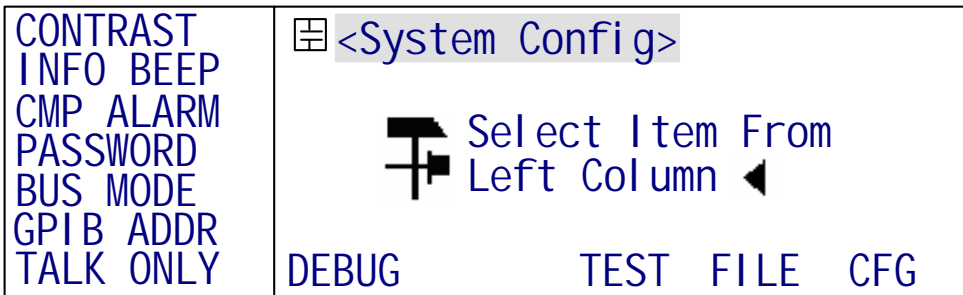 CONTRAST
INFO BEEP
CMP ALARM
PASSWORD
BUS MODE
GPIB ADDR
TALK ONLY
<System Config>
Select Item From
Left Column
DEBUG TEST FILE CFG